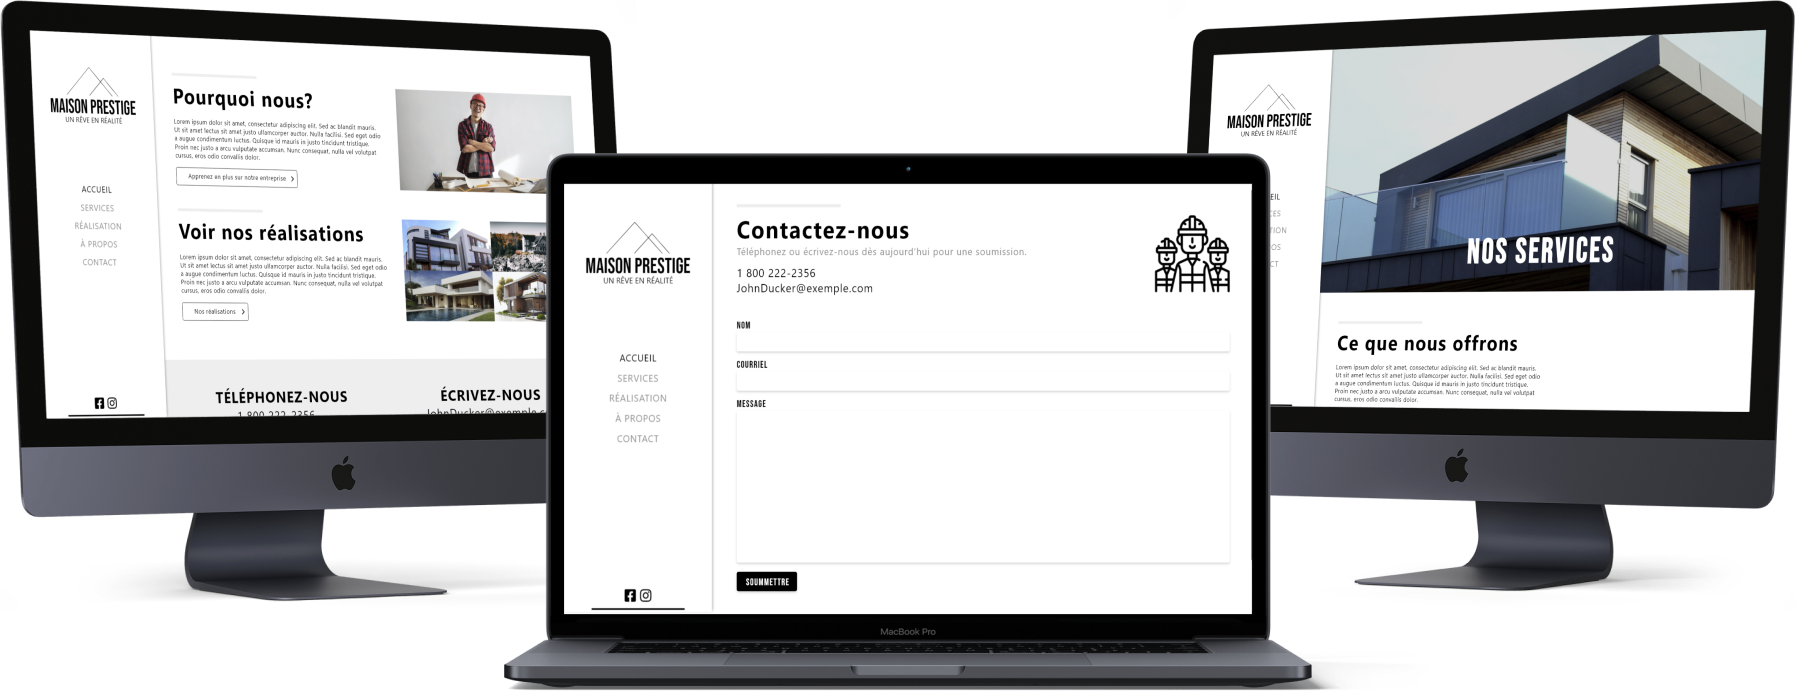 MAISON PRESTIGE
UN RÊVE EN RÉALITÉ
ACCUEIL
SERVICES
RÉALISATION
À PROPOS
CONTACT
Pourquoi nous?
Lorem ipsum dolor sit amet, consectetur adipiscing elit. Sed ac blandit mauris.
Ut sit amet lectus sit amet justo ullamcorper auctor. Nulla facilisi. Sed eget odio
a augue condimentum luctus. Quisque id mauris in justo tincidunt tristique.
Proin non justo a arcu vulputate accumsan. Nunc consequat, nulla vel volutpat
cursus, eros odio convallis dolor.
Apprenez en plus sur notre entreprise >
Voir nos réalisations
Lorem ipsum dolor sit amet, consectetur adipiscing elit. Sed ac blandit mauris.
Ut sit amet lectus sit amet justo ullamcorper auctor. Nulla facilisi. Sed eget odio
a augue condimentum luctus. Quisque id mauris in justo tincidunt tristique.
Proin non justo a arcu vulputate accumsan. Nunc consequat, nulla vel volutpat
cursus, eros odio convallis dolor.
Nos réalisations >
TÉLÉPHONEZ-NOUS
1 800 222-2356
ÉCRIVEZ-NOUS
JohnDucker@exemple.c
MAISON PRESTIGE
UN RÊVE EN RÉALITÉ
ACCUEIL
SERVICES
RÉALISATION
À PROPOS
CONTACT
Contactez-nous
Téléphonez ou écrivez-nous dès aujourd'hui pour une soumission.
1 800 222-2356
JohnDucker@exemple.com
NOM
COURRIEL
MESSAGE
SOUMMETTRE
MacBook Pro
MAISON PRESTIGE
UN RÊVE EN RÉALITÉ
EIL
CES
TION
OS
CT
NOS SERVICES
Ce que nous offrons
Lorem ipsum dolor sit amet, consectetur adipiscing elit. Sed ac blandit mauris.
Ut sit amet lectus sit amet justo ullamcorper auctor. Nulla facilisi. Sed eget odio
a augue condimentum luctus. Quisque id mauris in justo tincidunt tristique.
Proin non justo a arcu vulputate accumsan. Nunc consequat, nulla vel volutpat
cursus, eros odio convallis dolor.